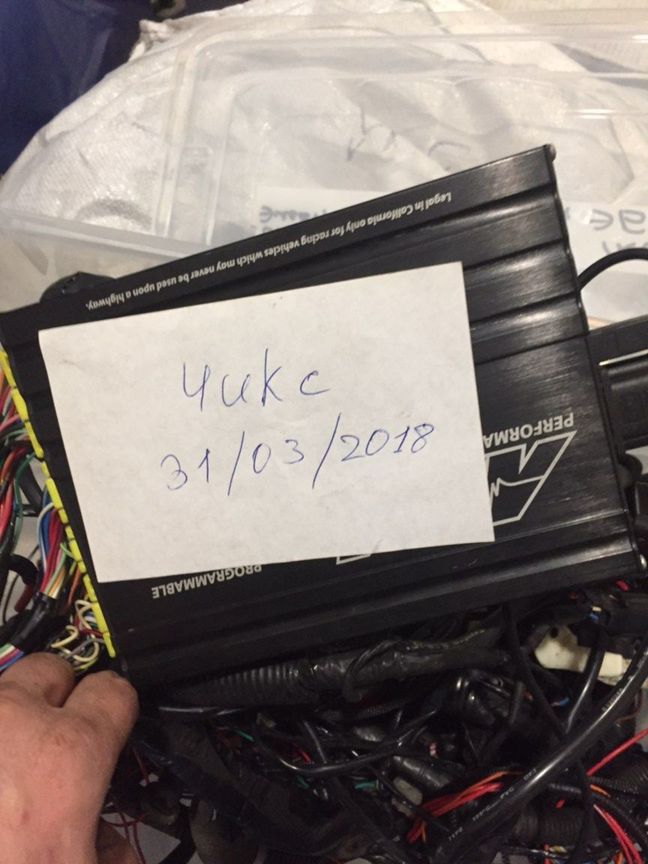 Legal in California only for racing vehicles which may never be used upon a highway.
Чикс
31/03/2018
PERFORMA
PROGRAMMABLE